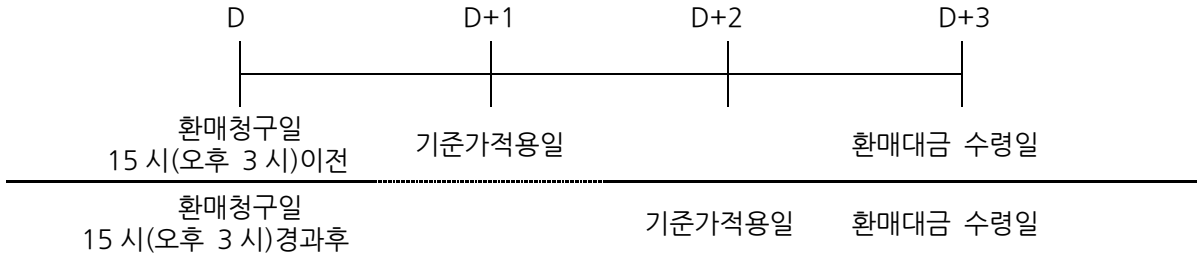 D D+1 D+2 D+3
환매청구일
15 시(오후 3 시)이전
기준가적용일
환매대금 수령일
환매청구일
15 시(오후 3 시)경과후
기준가적용일
환매대금 수령일